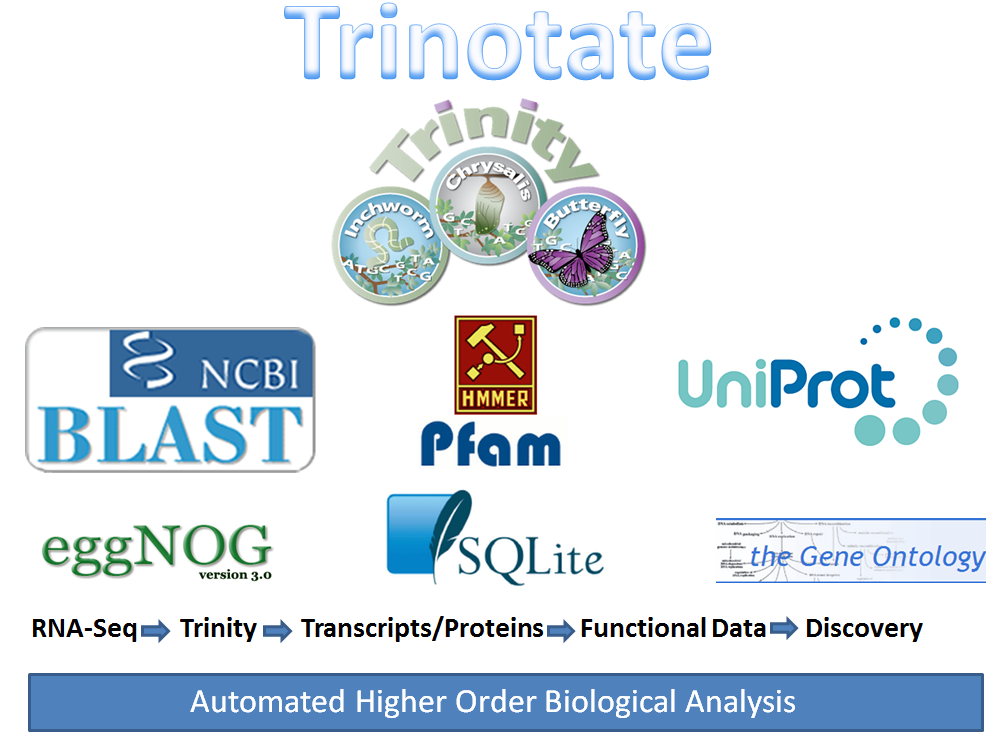 Trinotate
Trinity
Chrysalis
Inchworm
Butterfly
NCBI
BLAST
HMMER
Pfam
UniProt
eggNOG
version 3.0
SQLite
the Gene Ontology
RNA-Seq Trinity Transcripts/Proteins Functional Data Discovery
Automated Higher Order Biological Analysis